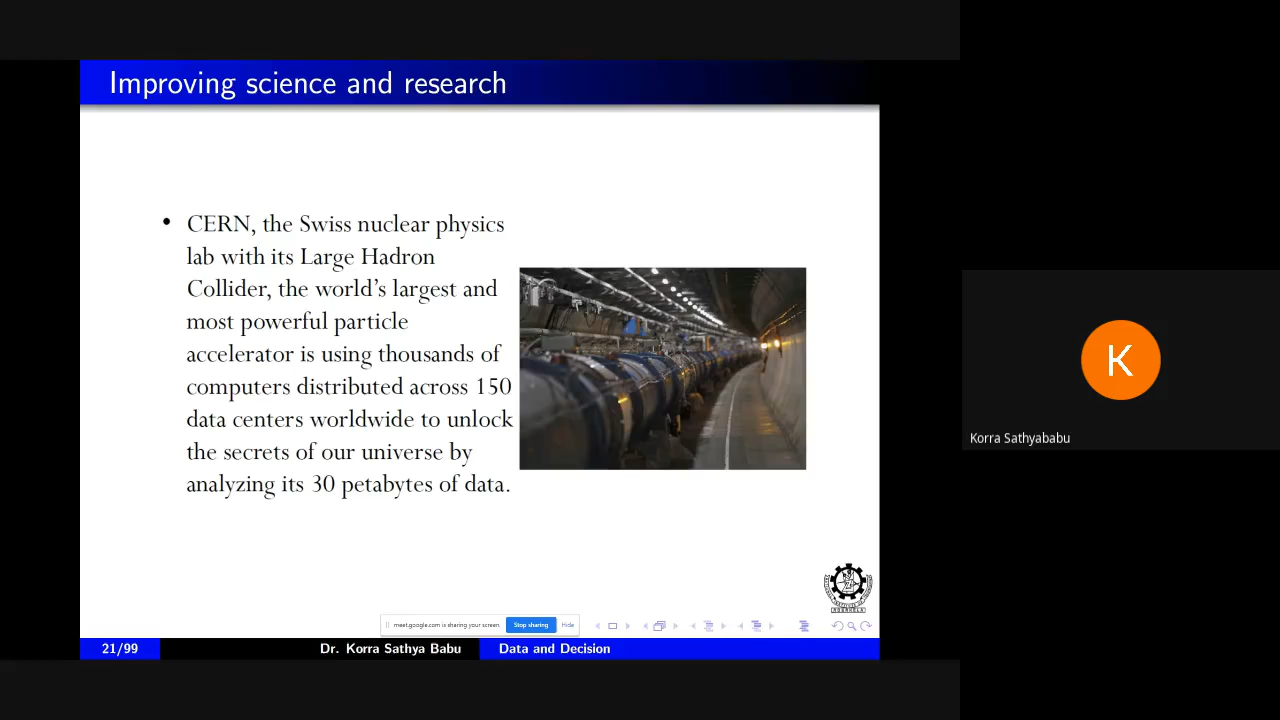 Improving science and research
• CERN, the Swiss nuclear physics
lab with its Large Hadron
Collider, the world's largest and
most powerful particle
accelerator is using thousands of
computers distributed across 150
data centers worldwide to unlock
the secrets of our universe by
analyzing its 30 petabytes of data.
K
Korra Sathyababu
meet.google.com is sharing your screen.
Stop sharing
Hide
21/99
Dr. Korra Sathya Babu
Data and Decision